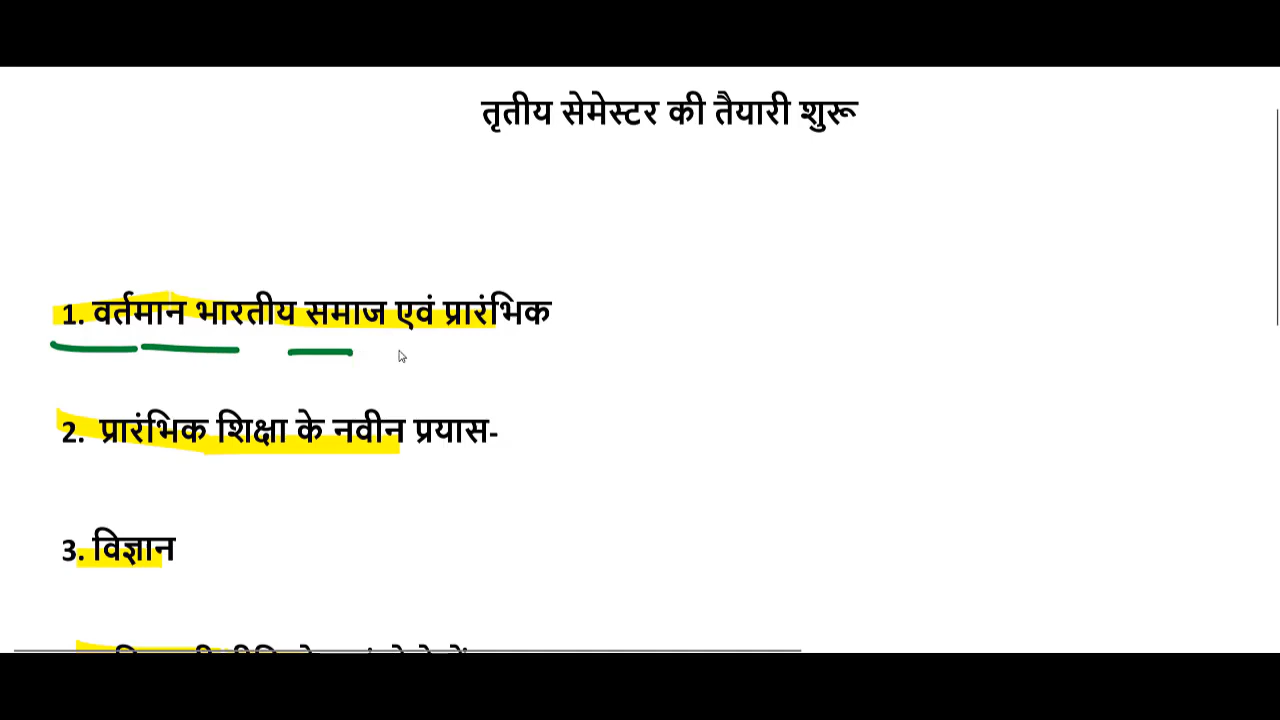 तृतीय सेमेस्टर की तैयारी शुरू
1. वर्तमान भारतीय समाज एवं प्रारंभिक
2. प्रारंभिक शिक्षा के नवीन प्रयास-
3. विज्ञान